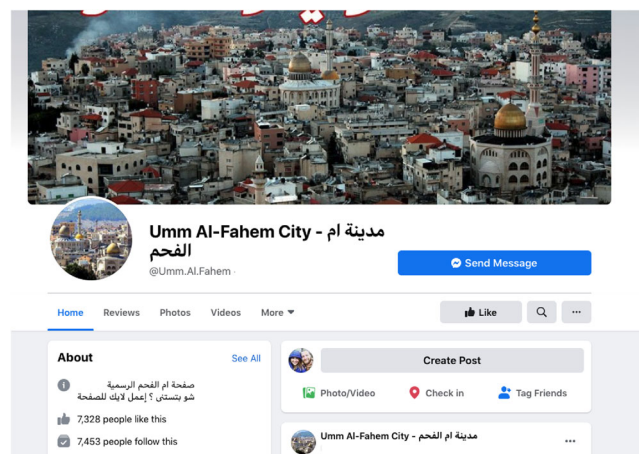 Umm Al-Fahem City - مدينة ام
الفحم
@Umm.Al.Fahem ·
Send Message
Home Reviews Photos Videos More
Like
About See All
صفحة ام الفحم الرسمية
شو بتستنى ؟ إعمل لايك للصفحة
7,328 people like this
7,453 people follow this
Create Post
Photo/Video Check in Tag Friends
Umm Al-Fahem City - مدينة ام الفحم